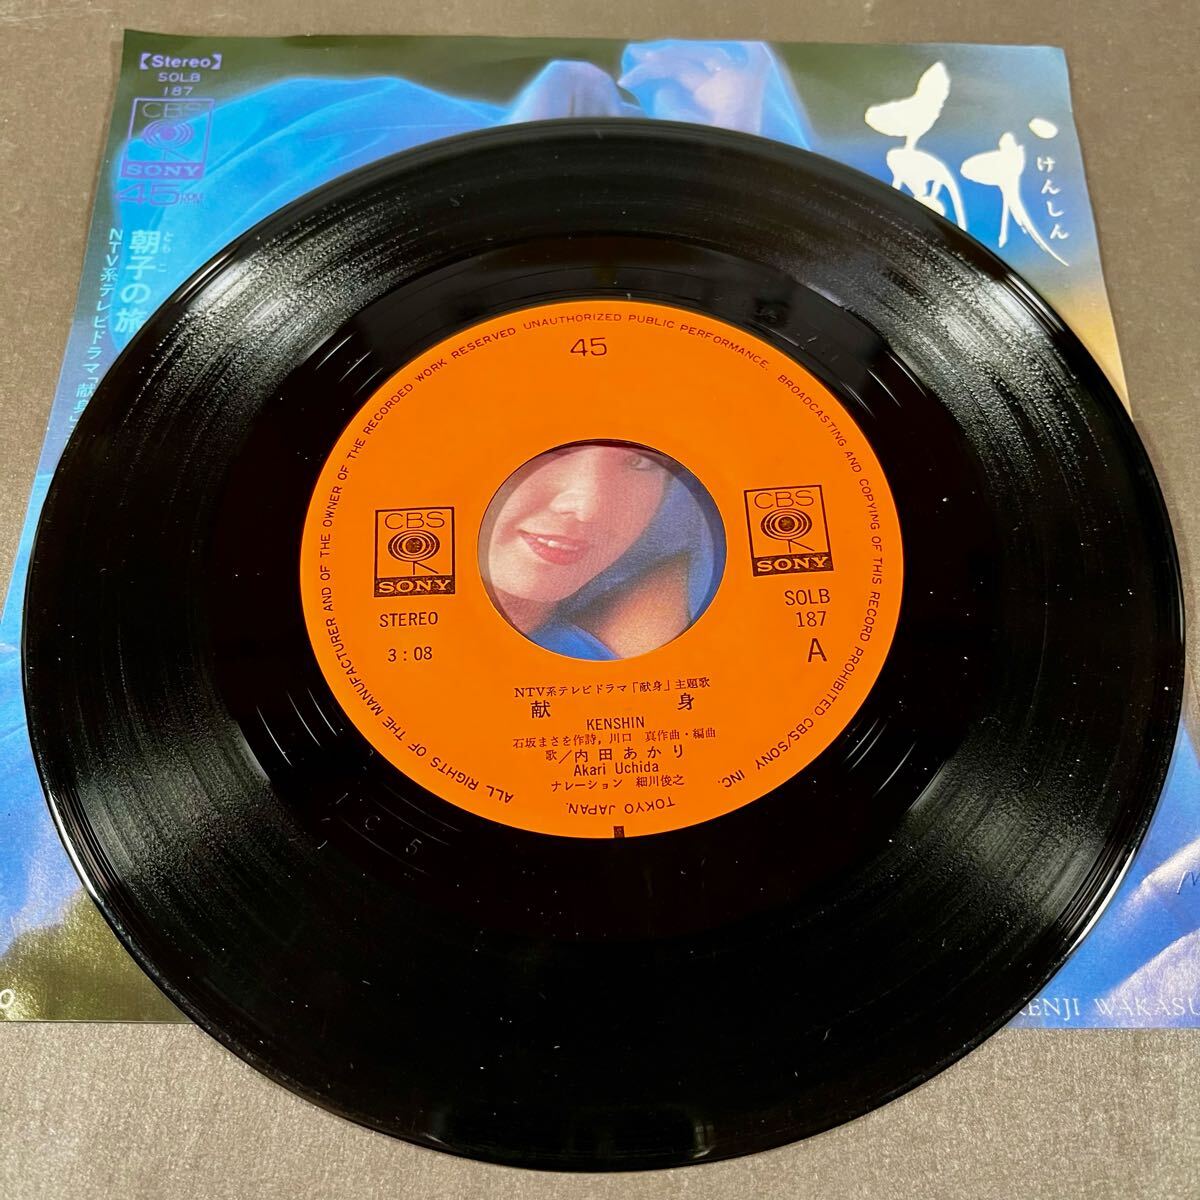 【Stereo】
SOLB
187
CBS
SONY
45RPM
朝子の旅
ともこ
NTV系テレビドラマ「献身」
献
けんしん
KENJI WAKASU
ALL RIGHTS OF THE MANUFACTURER AND OF THE OWNER OF THE RECORDED WORK RESERVED UNAUTHORIZED PUBLIC PERFORMANCE. BROADCASTING AND COPYING OF THIS RECORD PROHIBITED CBS/SONY INC. TOKYO JAPAN.
45
CBS
SONY
STEREO
3:08
CBS
SONY
SOLB
187
A
NTV系テレビドラマ「献身」主題歌
献身
KENSHIN
石坂まさを作詩,川口 真作曲・編曲
歌/内田あかり
Akari Uchida
ナレーション 細川俊之
C 5